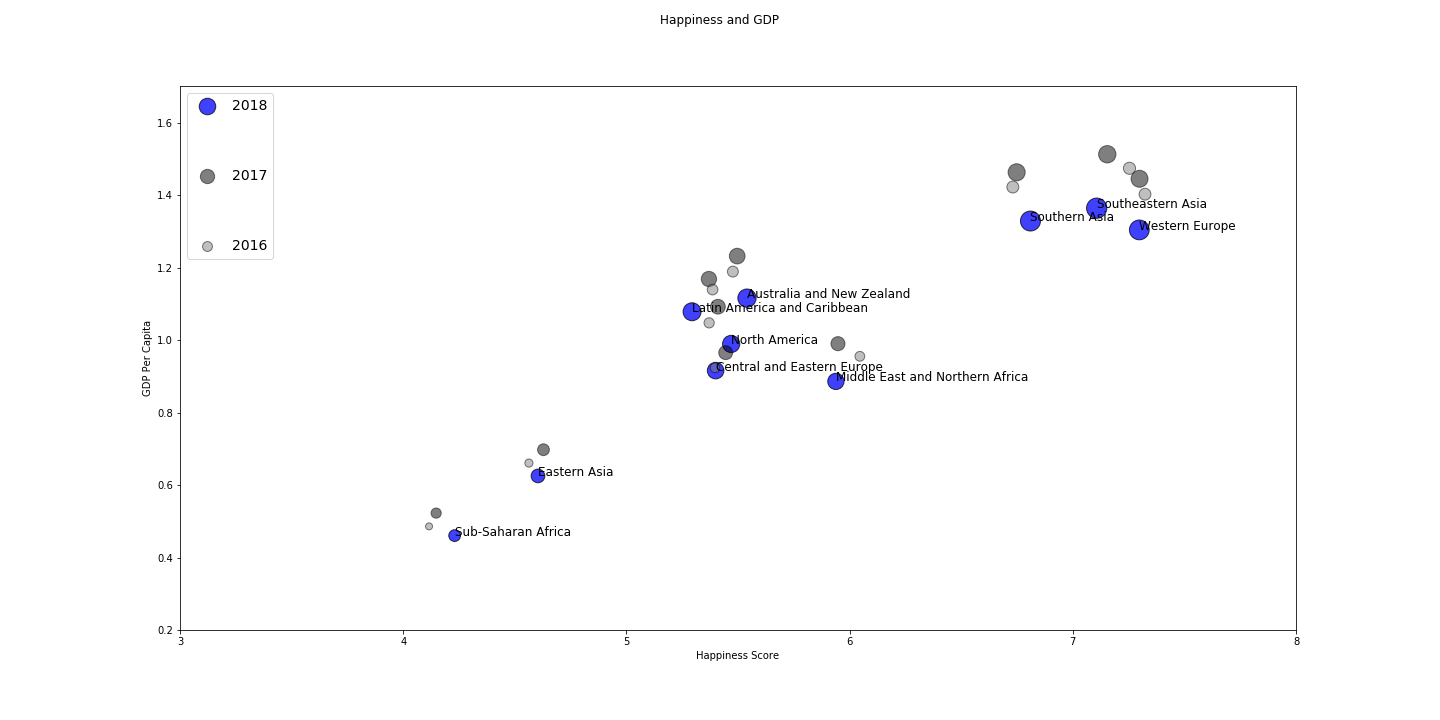 Happiness and GDP
2018
2017
2016
1.6
1.4
1.2
1.0
0.8
0.6
0.4
0.2
GDP Per Capita
Southeastern Asia
Southern Asia
Western Europe
Australia and New Zealand
Latin America and Caribbean
North America
Central and Eastern Europe
Middle East and Northern Africa
Eastern Asia
Sub-Saharan Africa
3 4 5 6 7 8
Happiness Score